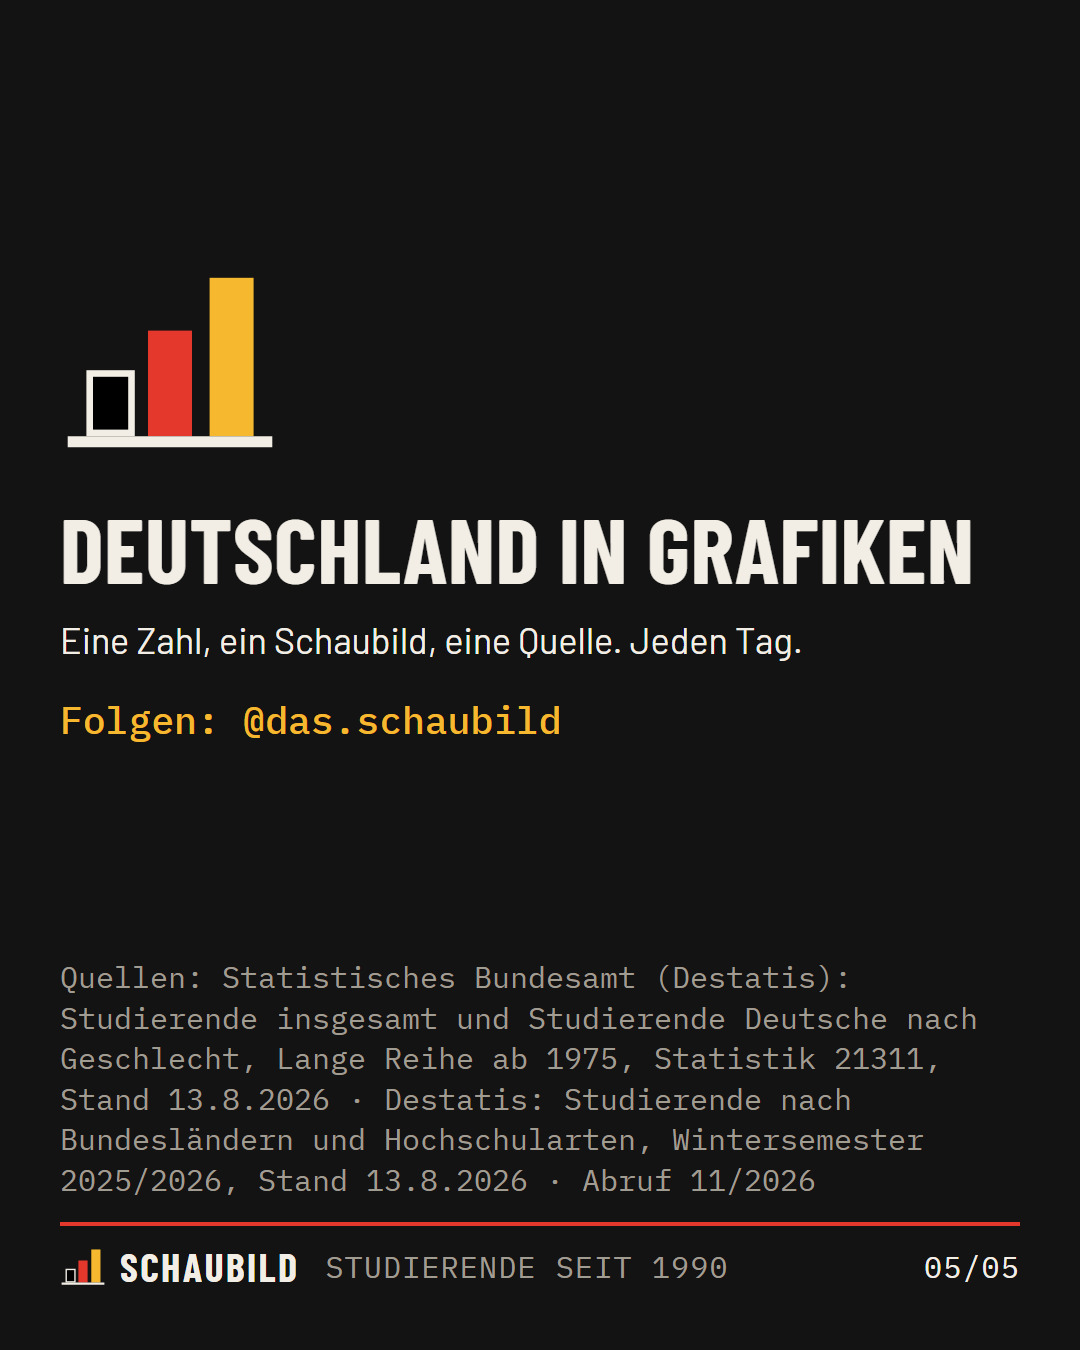 DEUTSCHLAND IN GRAFIKEN
Eine Zahl, ein Schaubild, eine Quelle. Jeden Tag.
Folgen: @das.schaubild
Quellen: Statistisches Bundesamt (Destatis):
Studierende insgesamt und Studierende Deutsche nach
Geschlecht, Lange Reihe ab 1975, Statistik 21311,
Stand 13.8.2026 · Destatis: Studierende nach
Bundesländern und Hochschularten, Wintersemester
2025/2026, Stand 13.8.2026 · Abruf 11/2026
SCHAUBILD STUDIERENDE SEIT 1990 05/05